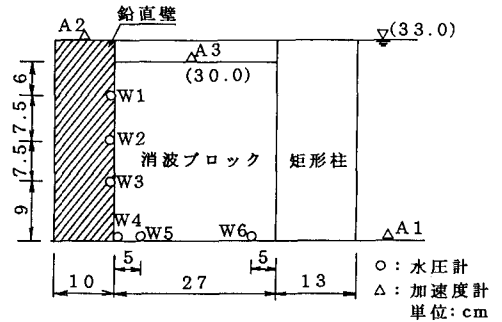 鉛直壁
A2
A3
(33.0)
(30.0)
6
7.5
7.5
9
W1
W2
W3
W4
W5
W6
消波ブロック
矩形柱
A1
5
5
10
27
13
○：水圧計
△：加速度計
単位：cm